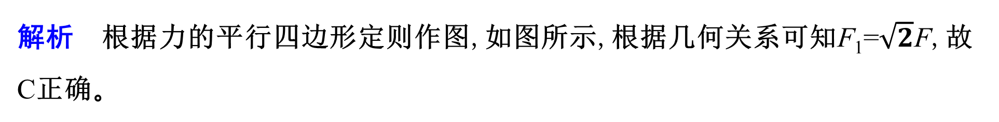 解析 根据力的平行四边形定则作图, 如图所示, 根据几何关系可知F₁=√2F, 故
C正确。